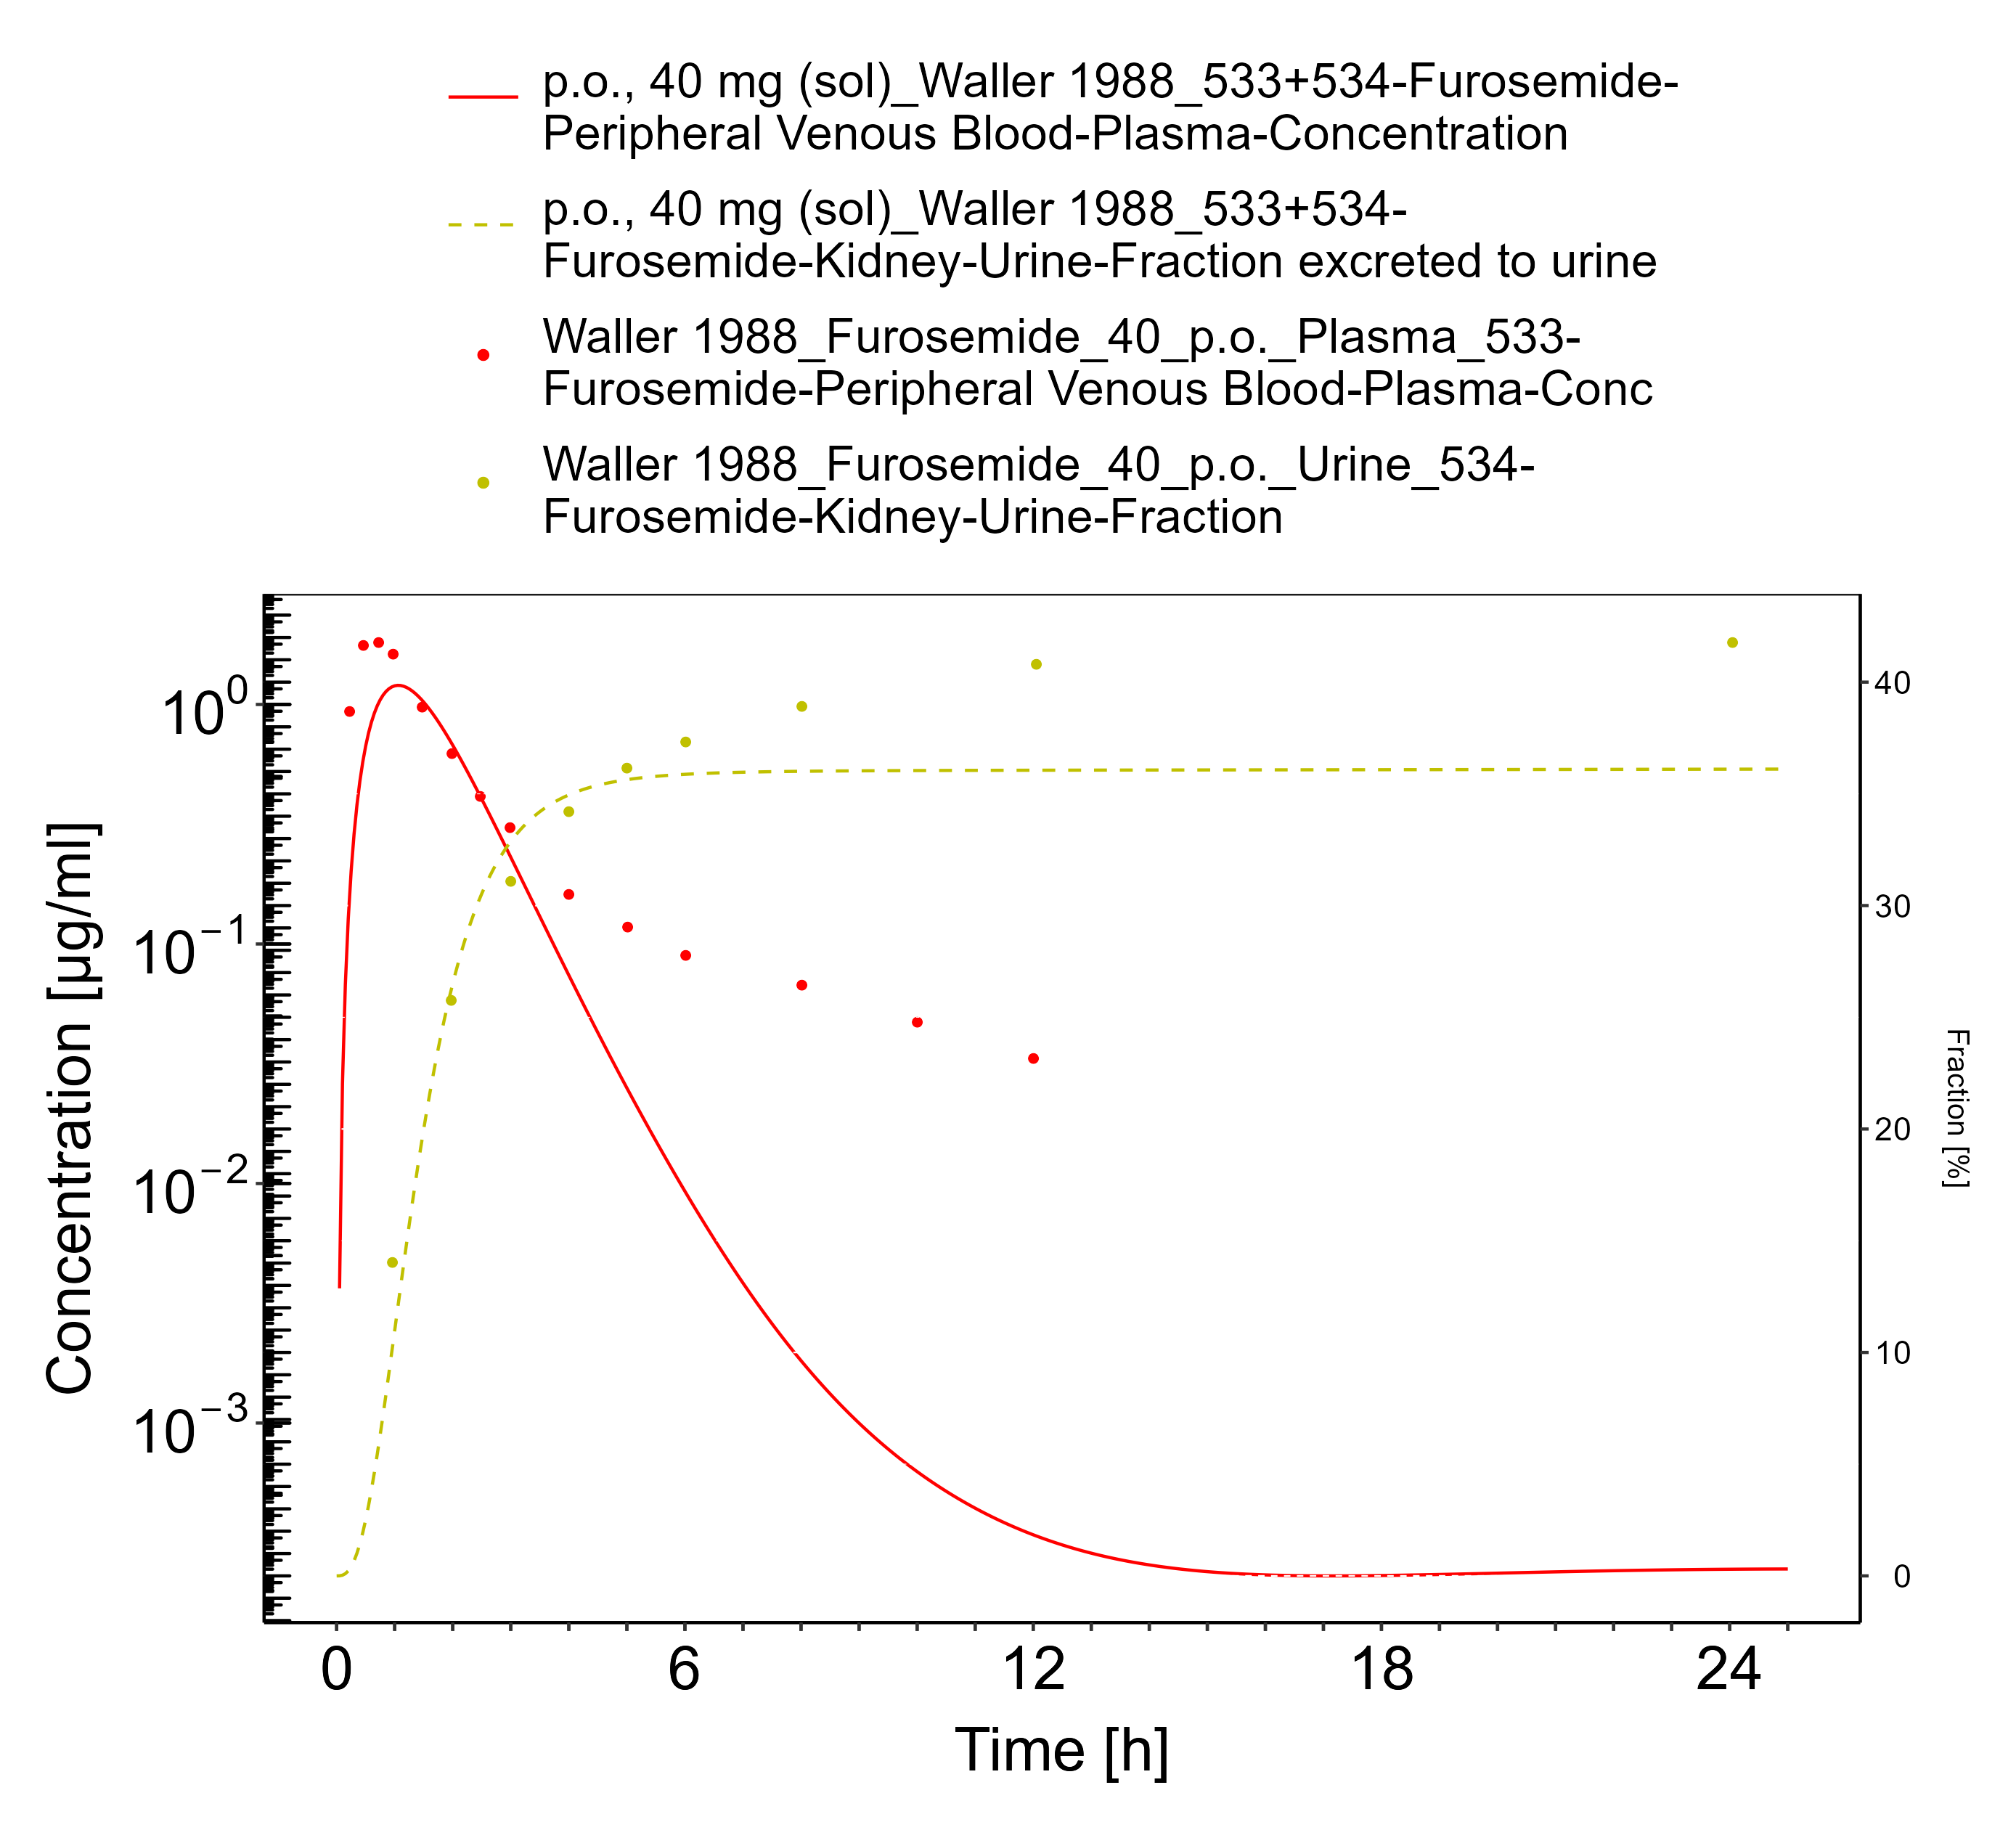 p.o., 40 mg (sol)_Waller 1988_533+534-Furosemide-
Peripheral Venous Blood-Plasma-Concentration
p.o., 40 mg (sol)_Waller 1988_533+534-
Furosemide-Kidney-Urine-Fraction excreted to urine
Waller 1988_Furosemide_40_p.o._Plasma_533-
Furosemide-Peripheral Venous Blood-Plasma-Conc
Waller 1988_Furosemide_40_p.o._Urine_534-
Furosemide-Kidney-Urine-Fraction
Concentration [µg/ml]
10⁰
10⁻¹
10⁻²
10⁻³
40
30
20
10
0
Fraction [%]
0 6 12 18 24
Time [h]